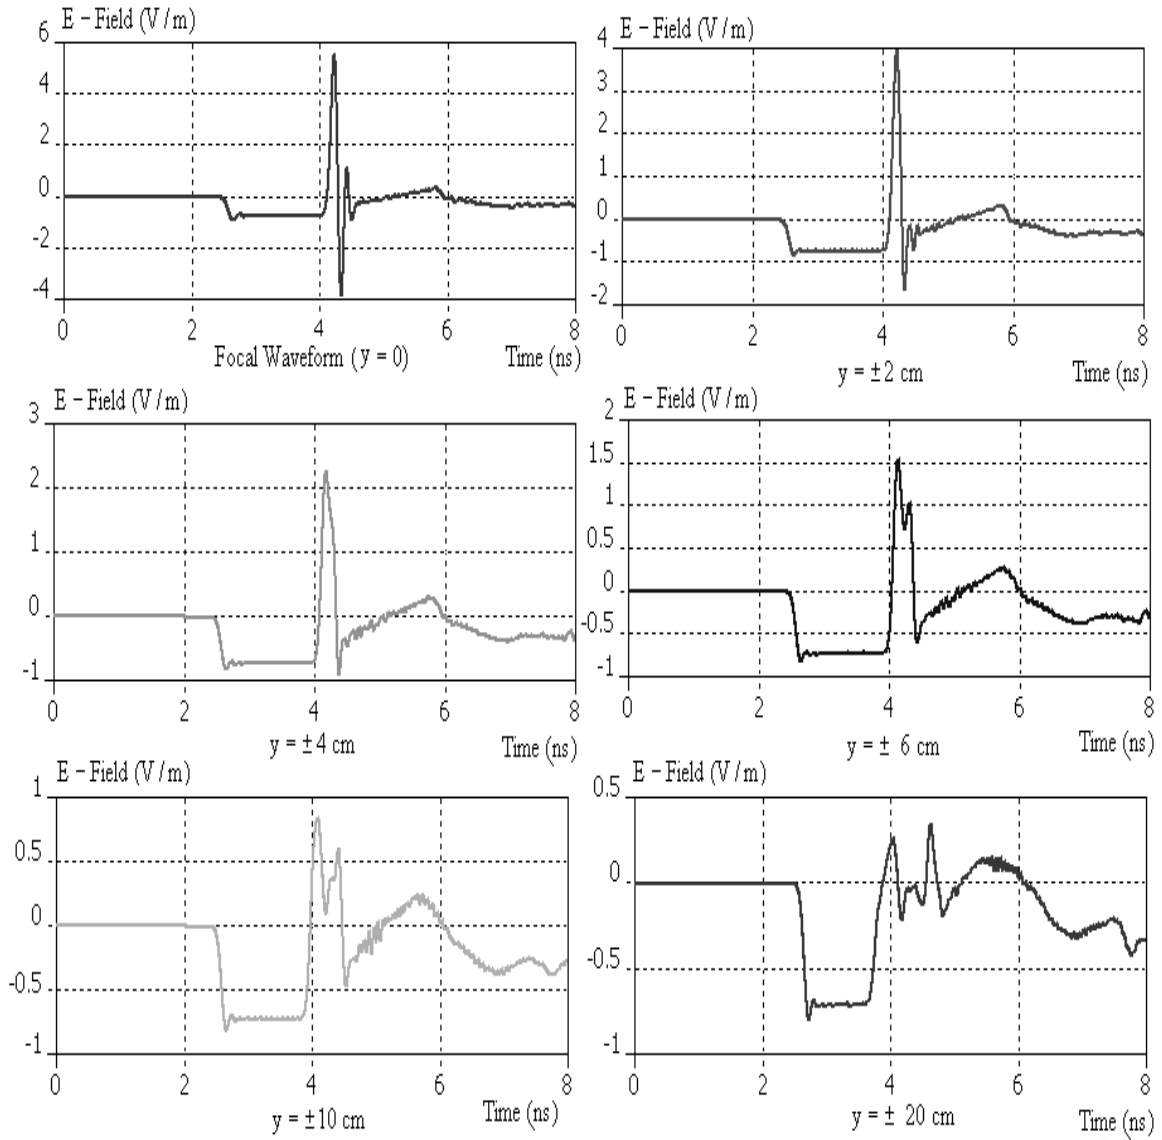 E - Field (V / m)
6
4
2
0
-2
-4
0 2 4 6 8
Focal Waveform ( y = 0) Time (ns)
E - Field (V / m)
4
3
2
1
0
-1
-2
0 2 4 6 8
y = ±2 cm Time (ns)
E - Field (V / m)
3
2
1
0
-1
0 2 4 6 8
y = ±4 cm Time (ns)
E - Field (V / m)
2
1.5
1
0.5
0
-0.5
-1
0 2 4 6 8
y = ± 6 cm Time (ns)
E - Field (V / m)
1
0.5
0
-0.5
-1
0 2 4 6 8
y = ±10 cm Time (ns)
E - Field (V / m)
0.5
0
-0.5
-1
0 2 4 6 8
y = ± 20 cm Time (ns)